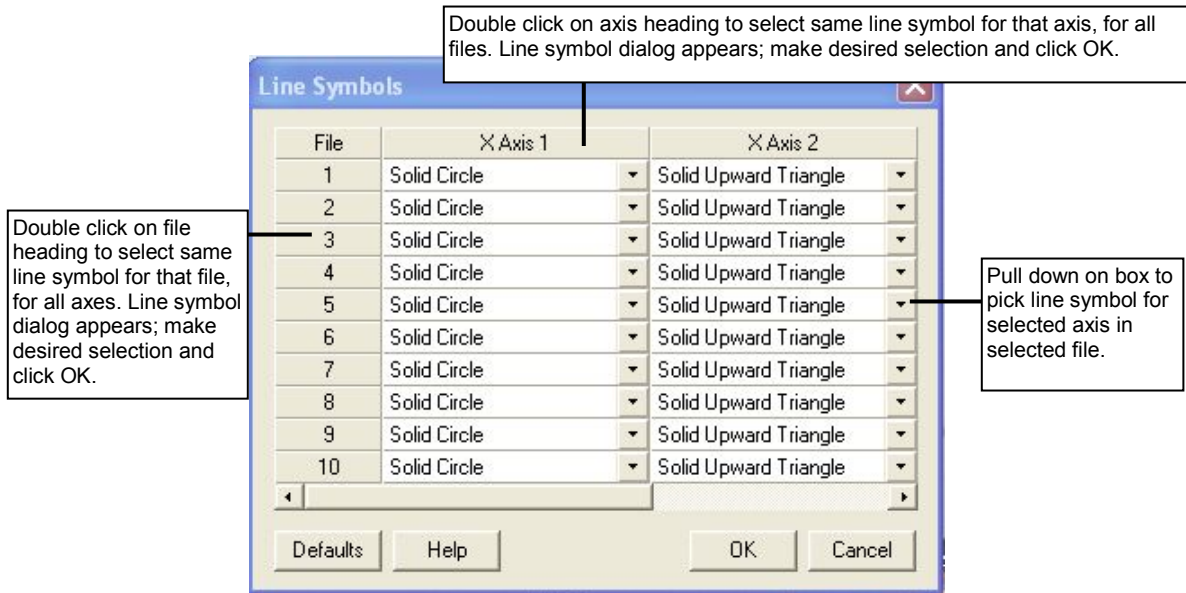 Double click on axis heading to select same line symbol for that axis, for all
files. Line symbol dialog appears; make desired selection and click OK.
Line Symbols
File X Axis 1 X Axis 2
1 Solid Circle Solid Upward Triangle
2 Solid Circle Solid Upward Triangle
3 Solid Circle Solid Upward Triangle
4 Solid Circle Solid Upward Triangle
5 Solid Circle Solid Upward Triangle
6 Solid Circle Solid Upward Triangle
7 Solid Circle Solid Upward Triangle
8 Solid Circle Solid Upward Triangle
9 Solid Circle Solid Upward Triangle
10 Solid Circle Solid Upward Triangle
Defaults Help OK Cancel
Double click on file
heading to select same
line symbol for that file,
for all axes. Line symbol
dialog appears; make
desired selection and
click OK.
Pull down on box to
pick line symbol for
selected axis in
selected file.